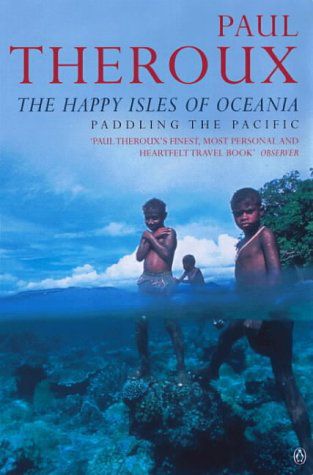 PAUL
THEROUX
THE HAPPY ISLES OF OCEANIA
PADDLING THE PACIFIC
'PAUL THEROUX'S FINEST, MOST PERSONAL AND
HEARTFELT TRAVEL BOOK' OBSERVER